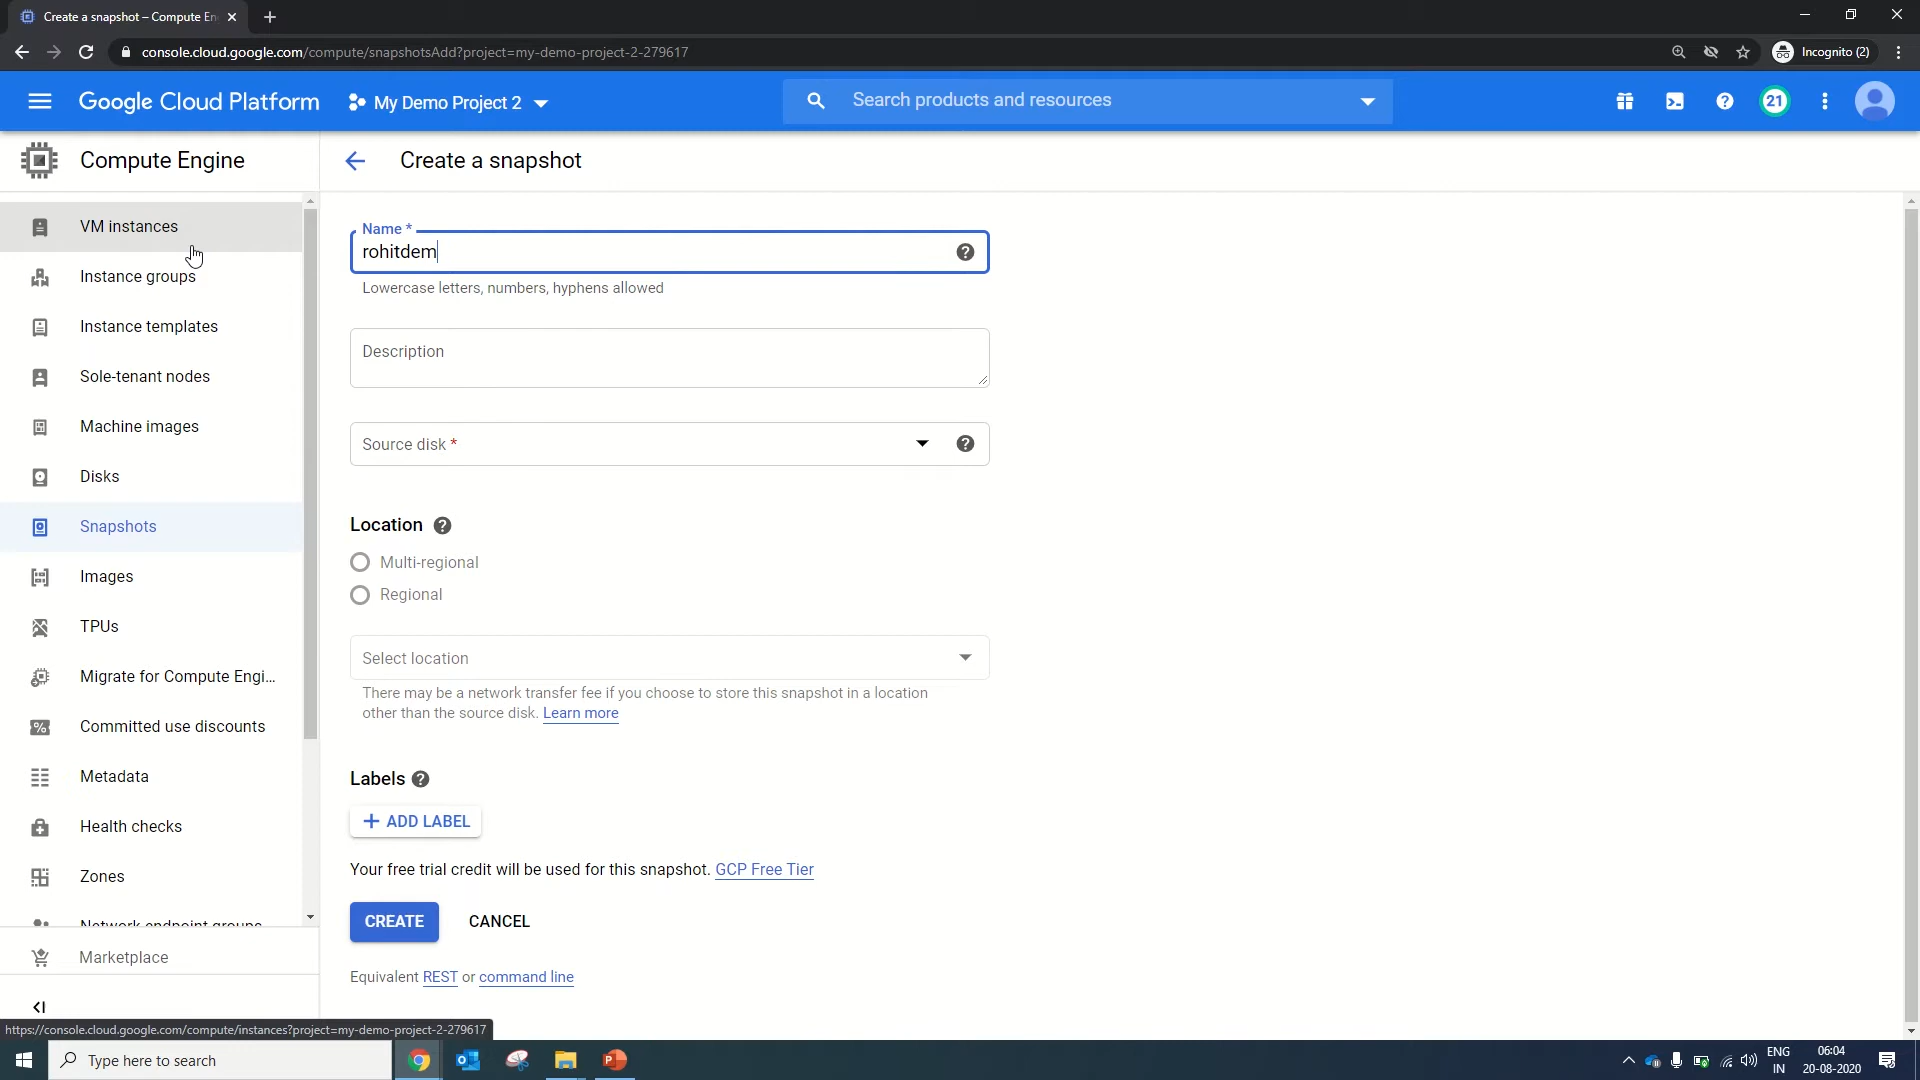 Create a snapshot – Compute En
console.cloud.google.com/compute/snapshotsAdd?project=my-demo-project-2-279617
Incognito (2)
Google Cloud Platform
My Demo Project 2
Search products and resources
21
Compute Engine
Create a snapshot
VM instances
Instance groups
Instance templates
Sole-tenant nodes
Machine images
Disks
Snapshots
Images
TPUs
Migrate for Compute Engi...
Committed use discounts
Metadata
Health checks
Zones
Network endpoint groups
Marketplace
Name *
rohitdem
Lowercase letters, numbers, hyphens allowed
Description
Source disk *
Location
Multi-regional
Regional
Select location
There may be a network transfer fee if you choose to store this snapshot in a location
other than the source disk. Learn more
Labels
ADD LABEL
Your free trial credit will be used for this snapshot. GCP Free Tier
CREATE
CANCEL
Equivalent REST or command line
https://console.cloud.google.com/compute/instances?project=my-demo-project-2-279617
Type here to search
ENG
IN
06:04
20-08-2020